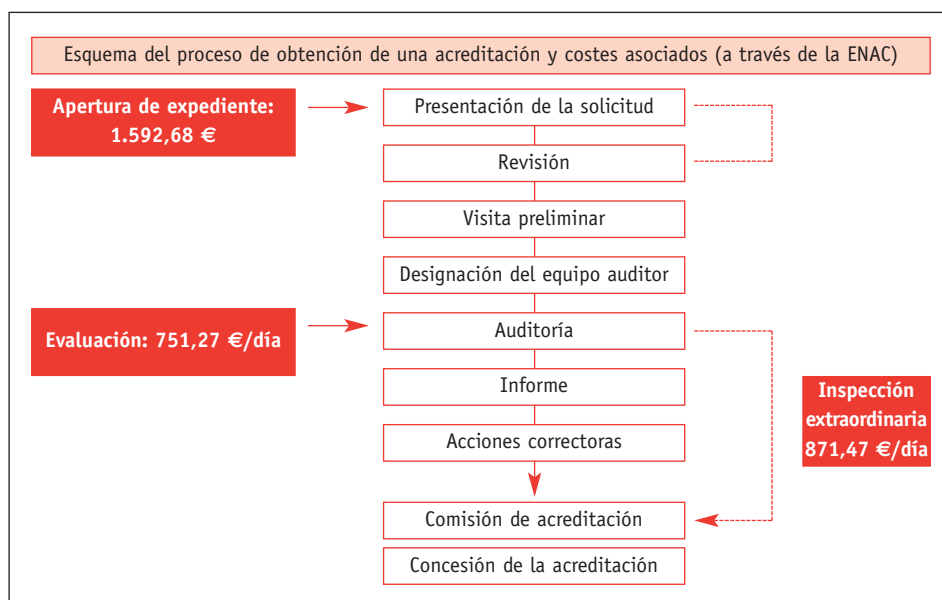 Esquema del proceso de obtención de una acreditación y costes asociados (a través de la ENAC)
Apertura de expediente:
1.592,68 €
Presentación de la solicitud
Revisión
Visita preliminar
Designación del equipo auditor
Evaluación: 751,27 €/día
Auditoría
Informe
Acciones correctoras
Inspección
extraordinaria
871,47 €/día
Comisión de acreditación
Concesión de la acreditación